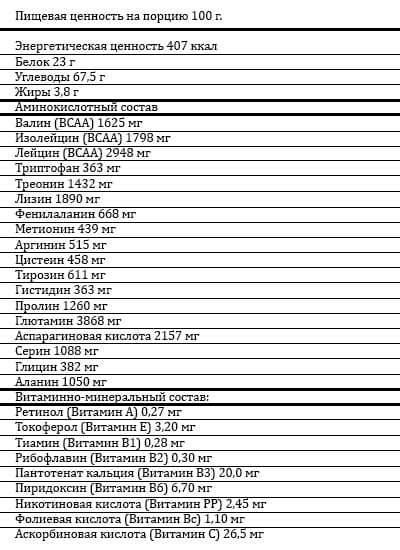 Пищевая ценность на порцию 100 г.
Энергетическая ценность 407 ккал
Белок 23 г
Углеводы 67,5 г
Жиры 3,8 г
Аминокислотный состав
Валин (BCAA) 1625 мг
Изолейцин (BCAA) 1798 мг
Лейцин (BCAA) 2948 мг
Триптофан 363 мг
Треонин 1432 мг
Лизин 1890 мг
Фенилаланин 668 мг
Метионин 439 мг
Аргинин 515 мг
Цистеин 458 мг
Тирозин 611 мг
Гистидин 363 мг
Пролин 1260 мг
Глютамин 3868 мг
Аспарагиновая кислота 2157 мг
Серин 1088 мг
Глицин 382 мг
Аланин 1050 мг
Витаминно-минеральный состав:
Ретинол (Витамин А) 0,27 мг
Токоферол (Витамин Е) 3,20 мг
Тиамин (Витамин В1) 0,28 мг
Рибофлавин (Витамин В2) 0,30 мг
Пантотенат кальция (Витамин В3) 20,0 мг
Пиридоксин (Витамин В6) 6,70 мг
Никотиновая кислота (Витамин РР) 2,45 мг
Фолиевая кислота (Витамин Вс) 1,10 мг
Аскорбиновая кислота (Витамин С) 26,5 мг